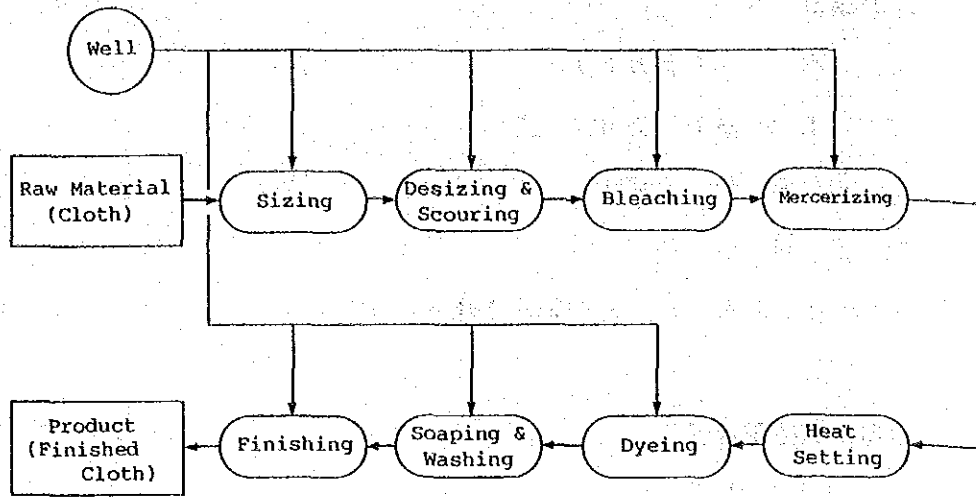 Well
Raw Material
(Cloth)
Sizing
Desizing &
Scouring
Bleaching
Mercerizing
Product
(Finished
Cloth)
Finishing
Soaping &
Washing
Dyeing
Heat
Setting